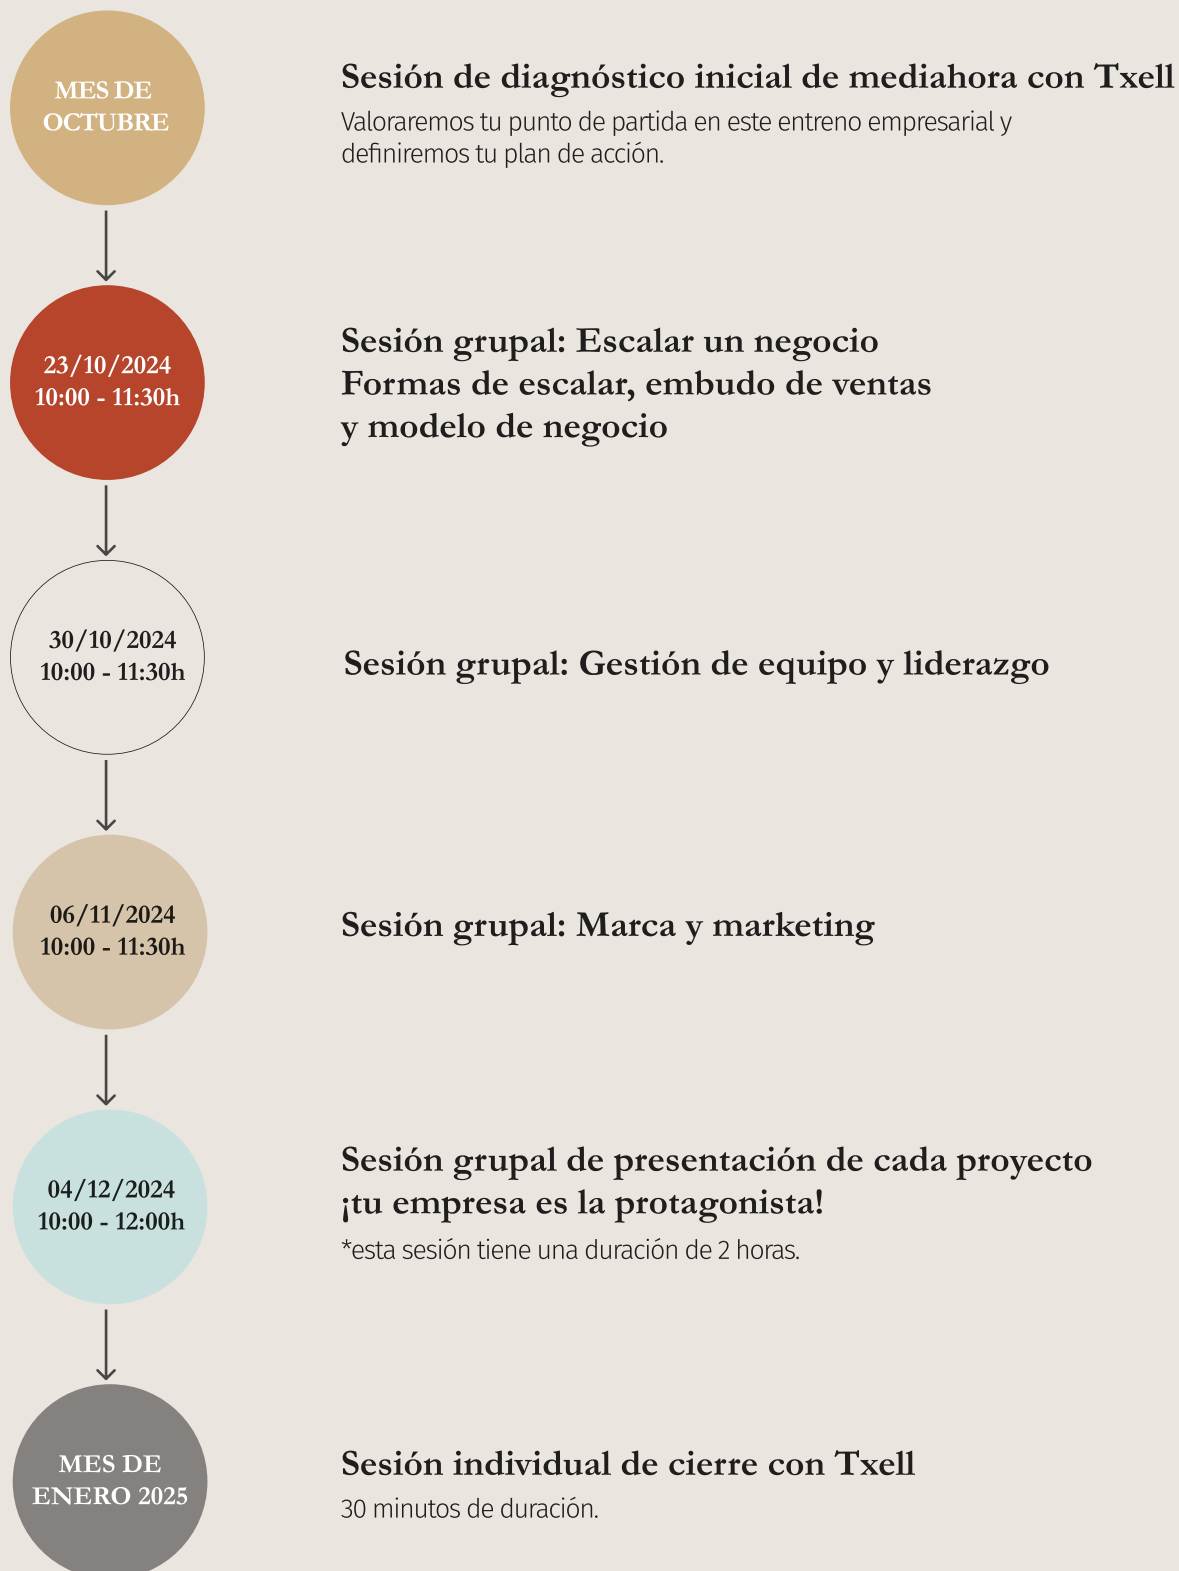 MES DE
OCTUBRE
Sesión de diagnóstico inicial de mediahora con Txell
Valoraremos tu punto de partida en este entreno empresarial y
definiremos tu plan de acción.
23/10/2024
10:00 - 11:30h
Sesión grupal: Escalar un negocio
Formas de escalar, embudo de ventas
y modelo de negocio
30/10/2024
10:00 - 11:30h
Sesión grupal: Gestión de equipo y liderazgo
06/11/2024
10:00 - 11:30h
Sesión grupal: Marca y marketing
04/12/2024
10:00 - 12:00h
Sesión grupal de presentación de cada proyecto
¡tu empresa es la protagonista!
*esta sesión tiene una duración de 2 horas.
MES DE
ENERO 2025
Sesión individual de cierre con Txell
30 minutos de duración.